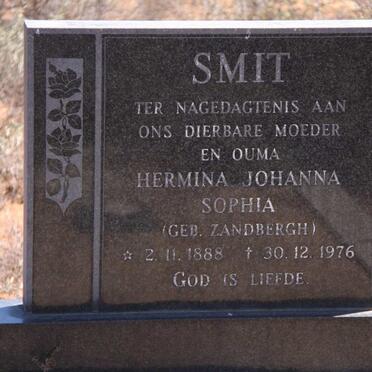 SMIT
TER NAGEDAGTENIS AAN
ONS DIERBARE MOEDER
EN OUMA
HERMINA JOHANNA
SOPHIA
(GEB. ZANDBERGH)
☆ 2.11.1888 † 30.12.1976
GOD IS LIEFDE.